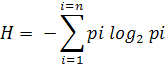 H = − ∑_{i=1}^{i=n} pi log₂ pi